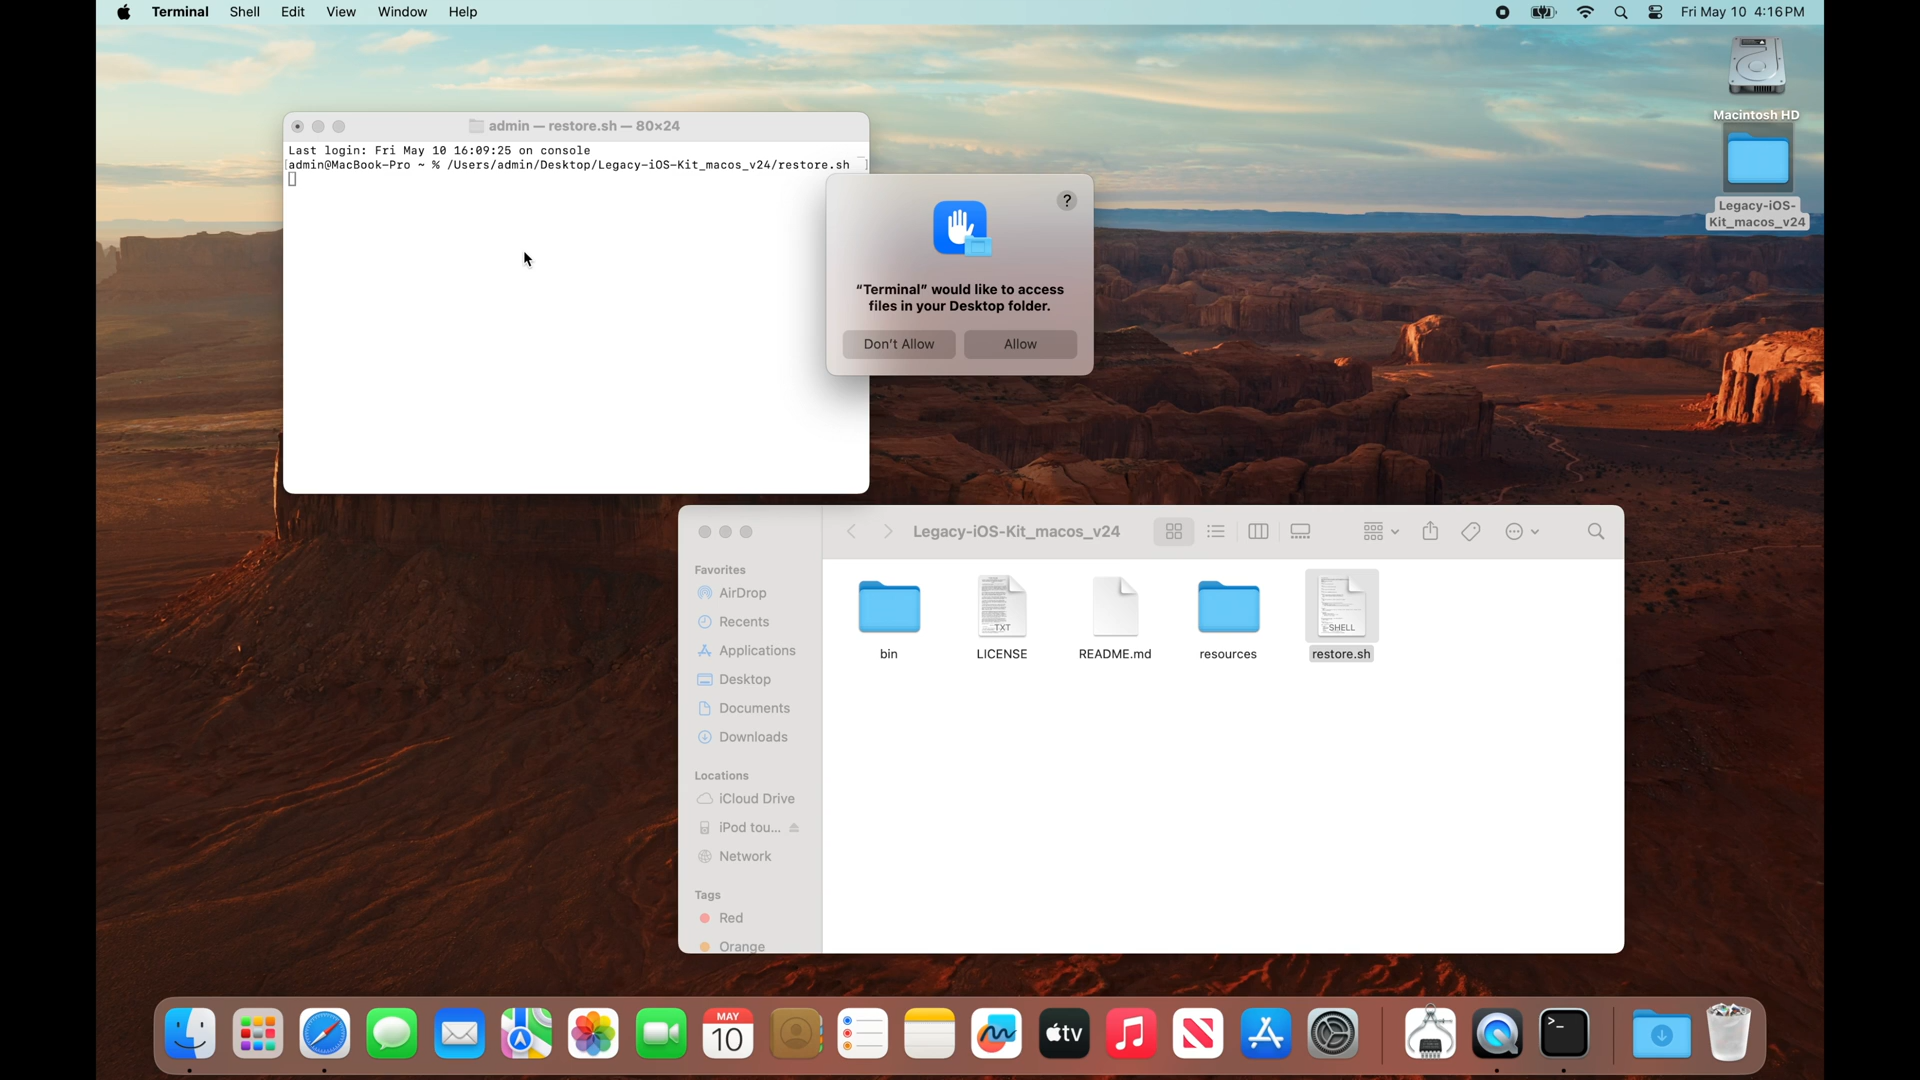 Terminal Shell Edit View Window Help Fri May 10 4:16 PM
Macintosh HD
Legacy-iOS-
Kit_macos_v24
admin — restore.sh — 80×24
Last login: Fri May 10 16:09:25 on console
[admin@MacBook-Pro ~ % /Users/admin/Desktop/Legacy-iOS-Kit_macos_v24/restore.sh ]
?
“Terminal” would like to access
files in your Desktop folder.
Don’t Allow Allow
Legacy-iOS-Kit_macos_v24
Favorites
AirDrop
Recents
Applications
Desktop
Documents
Downloads
Locations
iCloud Drive
iPod tou...
Network
Tags
Red
Orange
TXT
SHELL
bin LICENSE README.md resources restore.sh
MAY
10
tv
>_